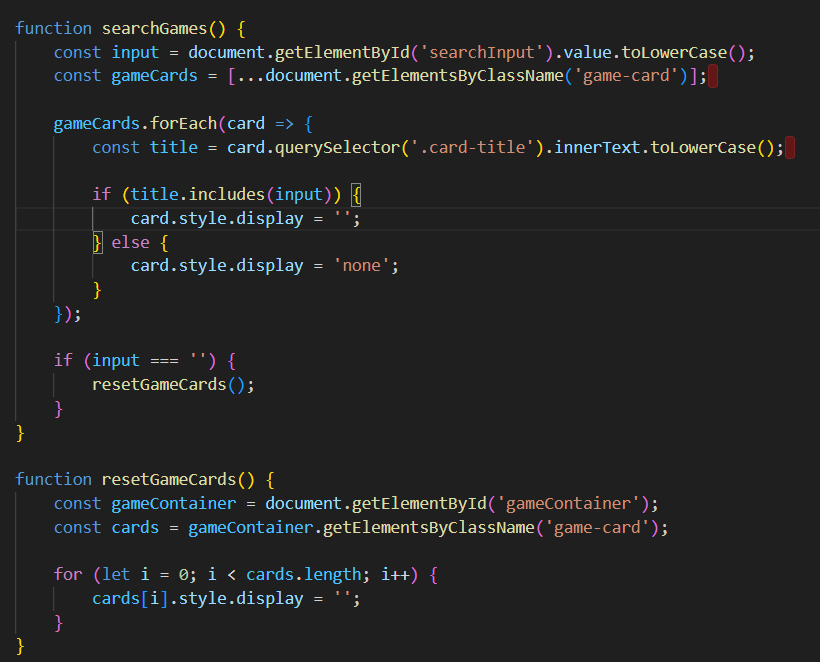 function searchGames() {
    const input = document.getElementById('searchInput').value.toLowerCase();
    const gameCards = [...document.getElementsByClassName('game-card')];

    gameCards.forEach(card => {
        const title = card.querySelector('.card-title').innerText.toLowerCase();

        if (title.includes(input)) {
            card.style.display = '';
        } else {
            card.style.display = 'none';
        }
    });

    if (input === '') {
        resetGameCards();
    }
}

function resetGameCards() {
    const gameContainer = document.getElementById('gameContainer');
    const cards = gameContainer.getElementsByClassName('game-card');

    for (let i = 0; i < cards.length; i++) {
        cards[i].style.display = '';
    }
}